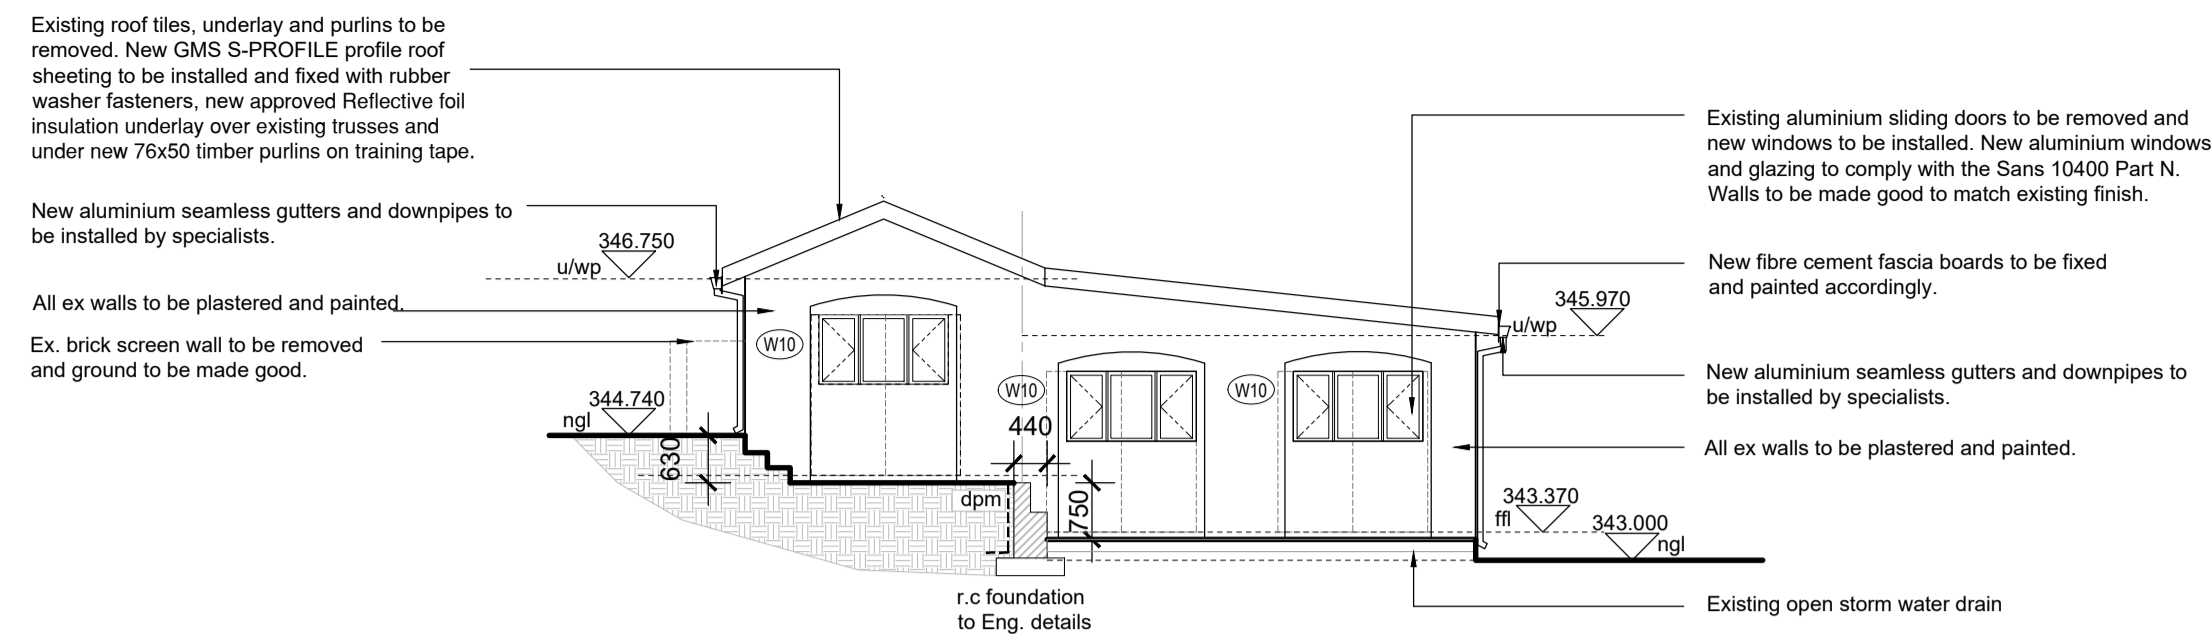 Existing roof tiles, underlay and purlins to be
removed. New GMS S-PROFILE profile roof
sheeting to be installed and fixed with rubber
washer fasteners, new approved Reflective foil
insulation underlay over existing trusses and
under new 76x50 timber purlins on training tape.
New aluminium seamless gutters and downpipes to
be installed by specialists.
346.750
u/wp
All ex walls to be plastered and painted.
Ex. brick screen wall to be removed
and ground to be made good.
344.740
ngl
630
W10
W10
W10
440
750
dpm
r.c foundation
to Eng. details
Existing aluminium sliding doors to be removed and
new windows to be installed. New aluminium windows
and glazing to comply with the Sans 10400 Part N.
Walls to be made good to match existing finish.
New fibre cement fascia boards to be fixed
and painted accordingly.
345.970
u/wp
New aluminium seamless gutters and downpipes to
be installed by specialists.
All ex walls to be plastered and painted.
343.370
ffl
343.000
ngl
Existing open storm water drain